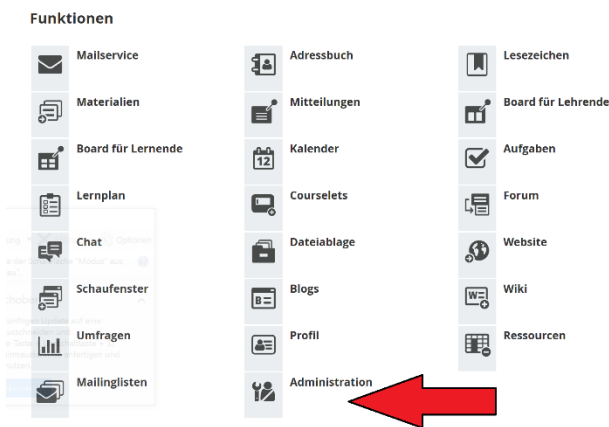 Funktionen
Mailservice
Adressbuch
Lesezeichen
Materialien
Mitteilungen
Board für Lehrende
Board für Lernende
12
Kalender
Aufgaben
Lernplan
Courselets
Forum
Chat
Dateiablage
Website
Schaufenster
B=
Blogs
W=
Wiki
Umfragen
Profil
Ressourcen
Mailinglisten
Administration